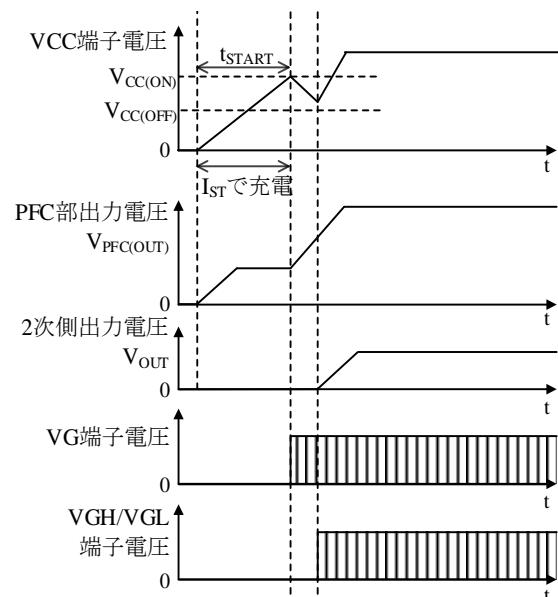 VCC端子電圧
tSTART
VCC(ON)
VCC(OFF)
0
t
ISTで充電
PFC部出力電圧
VPFC(OUT)
0
t
2次側出力電圧
VOUT
0
t
VG端子電圧
0
t
VGH/VGL
端子電圧
0
t